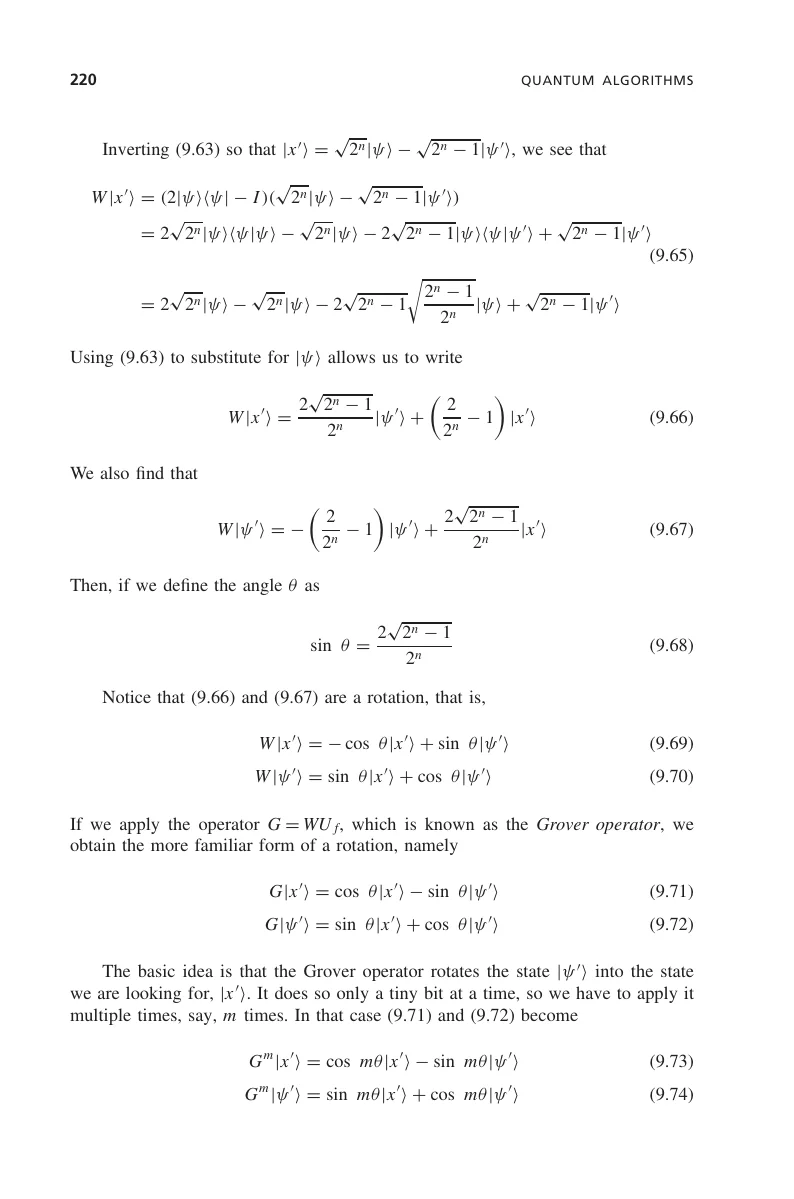 220 QUANTUM ALGORITHMS
Inverting (9.63) so that |x′⟩ = √2ⁿ|ψ⟩ − √(2ⁿ − 1)|ψ′⟩, we see that
W|x′⟩ = (2|ψ⟩⟨ψ| − I)(√2ⁿ|ψ⟩ − √(2ⁿ − 1)|ψ′⟩)
= 2√2ⁿ|ψ⟩⟨ψ|ψ⟩ − √2ⁿ|ψ⟩ − 2√(2ⁿ − 1)|ψ⟩⟨ψ|ψ′⟩ + √(2ⁿ − 1)|ψ′⟩
(9.65)
= 2√2ⁿ|ψ⟩ − √2ⁿ|ψ⟩ − 2√(2ⁿ − 1)√((2ⁿ − 1)/2ⁿ)|ψ⟩ + √(2ⁿ − 1)|ψ′⟩
Using (9.63) to substitute for |ψ⟩ allows us to write
W|x′⟩ = (2√(2ⁿ − 1)/2ⁿ)|ψ′⟩ + (2/2ⁿ − 1)|x′⟩ (9.66)
We also find that
W|ψ′⟩ = −(2/2ⁿ − 1)|ψ′⟩ + (2√(2ⁿ − 1)/2ⁿ)|x′⟩ (9.67)
Then, if we define the angle θ as
sin θ = 2√(2ⁿ − 1)/2ⁿ (9.68)
Notice that (9.66) and (9.67) are a rotation, that is,
W|x′⟩ = − cos θ|x′⟩ + sin θ|ψ′⟩ (9.69)
W|ψ′⟩ = sin θ|x′⟩ + cos θ|ψ′⟩ (9.70)
If we apply the operator G = WU_f, which is known as the Grover operator, we
obtain the more familiar form of a rotation, namely
G|x′⟩ = cos θ|x′⟩ − sin θ|ψ′⟩ (9.71)
G|ψ′⟩ = sin θ|x′⟩ + cos θ|ψ′⟩ (9.72)
The basic idea is that the Grover operator rotates the state |ψ′⟩ into the state
we are looking for, |x′⟩. It does so only a tiny bit at a time, so we have to apply it
multiple times, say, m times. In that case (9.71) and (9.72) become
Gᵐ|x′⟩ = cos mθ|x′⟩ − sin mθ|ψ′⟩ (9.73)
Gᵐ|ψ′⟩ = sin mθ|x′⟩ + cos mθ|ψ′⟩ (9.74)